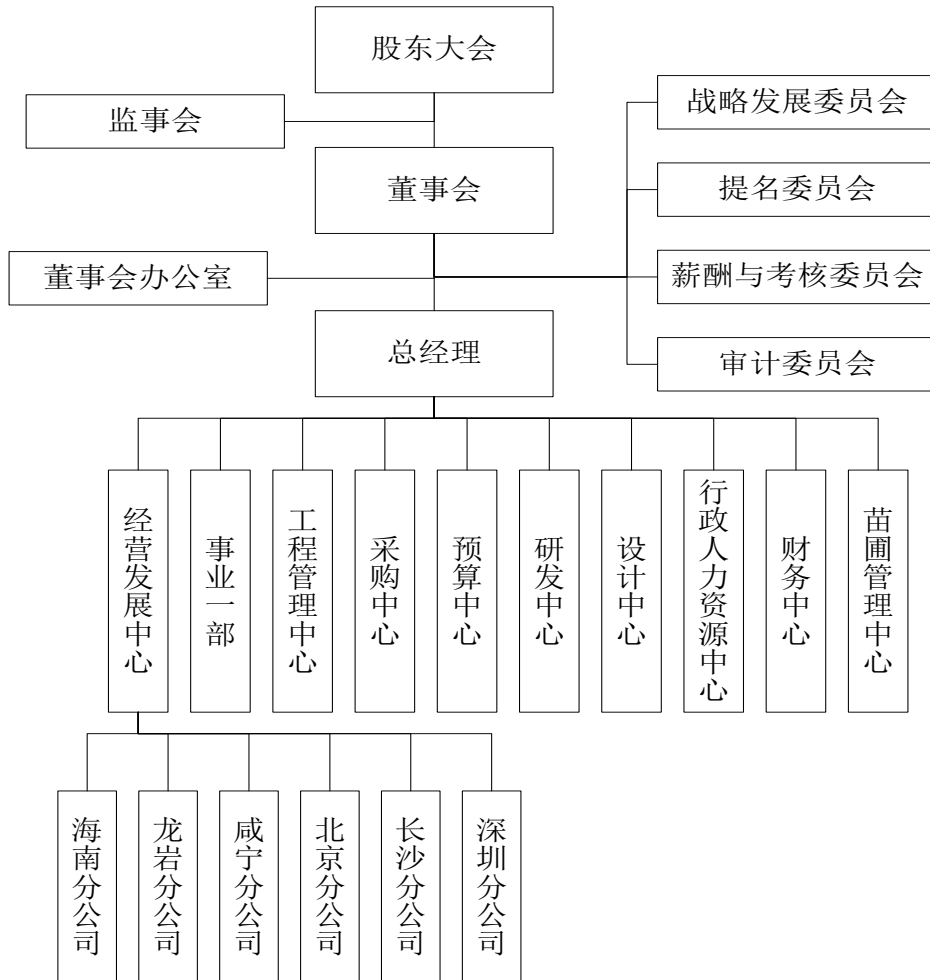 股东大会
监事会
战略发展委员会
董事会
提名委员会
董事会办公室
薪酬与考核委员会
总经理
审计委员会
经营发展中心
事业一部
工程管理中心
采购中心
预算中心
研发中心
设计中心
行政人力资源中心
财务中心
苗圃管理中心
海南分公司
龙岩分公司
咸宁分公司
北京分公司
长沙分公司
深圳分公司